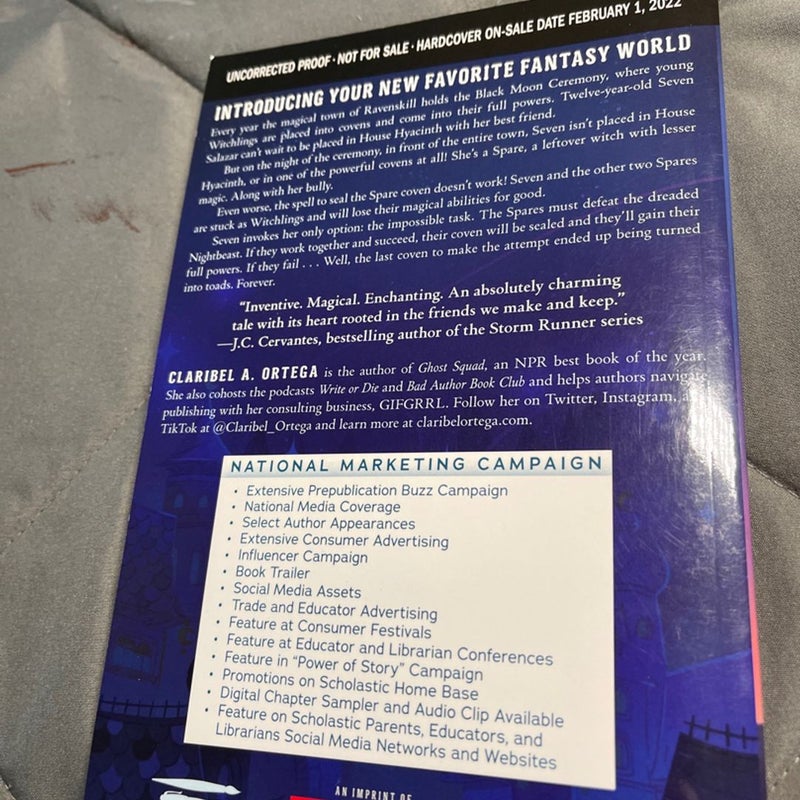 UNCORRECTED PROOF · NOT FOR SALE · HARDCOVER ON-SALE DATE FEBRUARY 1, 2022
INTRODUCING YOUR NEW FAVORITE FANTASY WORLD
Every year the magical town of Ravenskill holds the Black Moon Ceremony, where young
Witchlings are placed into covens and come into their full powers. Twelve-year-old Seven
Salazar can't wait to be placed in House Hyacinth with her best friend.
But on the night of the ceremony, in front of the entire town, Seven isn't placed in House
Hyacinth, or in one of the powerful covens at all! She's a Spare, a leftover witch with lesser
magic. Along with her bully.
Even worse, the spell to seal the Spare coven doesn't work! Seven and the other two Spares
are stuck as Witchlings and will lose their magical abilities for good.
Seven invokes her only option: the impossible task. The Spares must defeat the dreaded
Nightbeast. If they work together and succeed, their coven will be sealed and they'll gain their
full powers. If they fail . . . Well, the last coven to make the attempt ended up being turned
into toads. Forever.
"Inventive. Magical. Enchanting. An absolutely charming
tale with its heart rooted in the friends we make and keep."
—J.C. Cervantes, bestselling author of the Storm Runner series
CLARIBEL A. ORTEGA is the author of Ghost Squad, an NPR best book of the year.
She also cohosts the podcasts Write or Die and Bad Author Book Club and helps authors navigate
publishing with her consulting business, GIFGRRL. Follow her on Twitter, Instagram,
TikTok at @Claribel_Ortega and learn more at claribelortega.com.
NATIONAL MARKETING CAMPAIGN
• Extensive Prepublication Buzz Campaign
• National Media Coverage
• Select Author Appearances
• Extensive Consumer Advertising
• Influencer Campaign
• Book Trailer
• Social Media Assets
• Trade and Educator Advertising
• Feature at Consumer Festivals
• Feature at Educator and Librarian Conferences
• Feature in "Power of Story" Campaign
• Promotions on Scholastic Home Base
• Digital Chapter Sampler and Audio Clip Available
• Feature on Scholastic Parents, Educators, and
Librarians Social Media Networks and Websites
AN IMPRINT OF